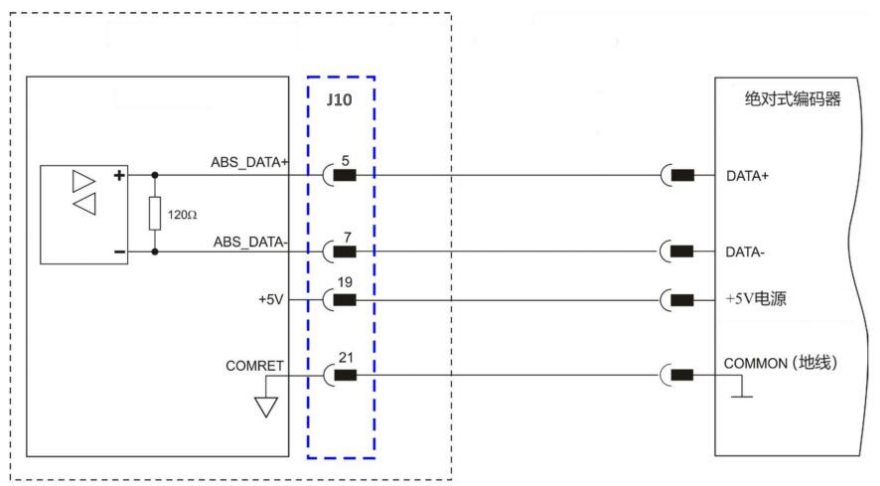 J10
绝对式编码器
ABS_DATA+
5
DATA+
+
120Ω
ABS_DATA-
7
DATA-
-
+5V
19
+5V电源
COMRET
21
COMMON (地线)